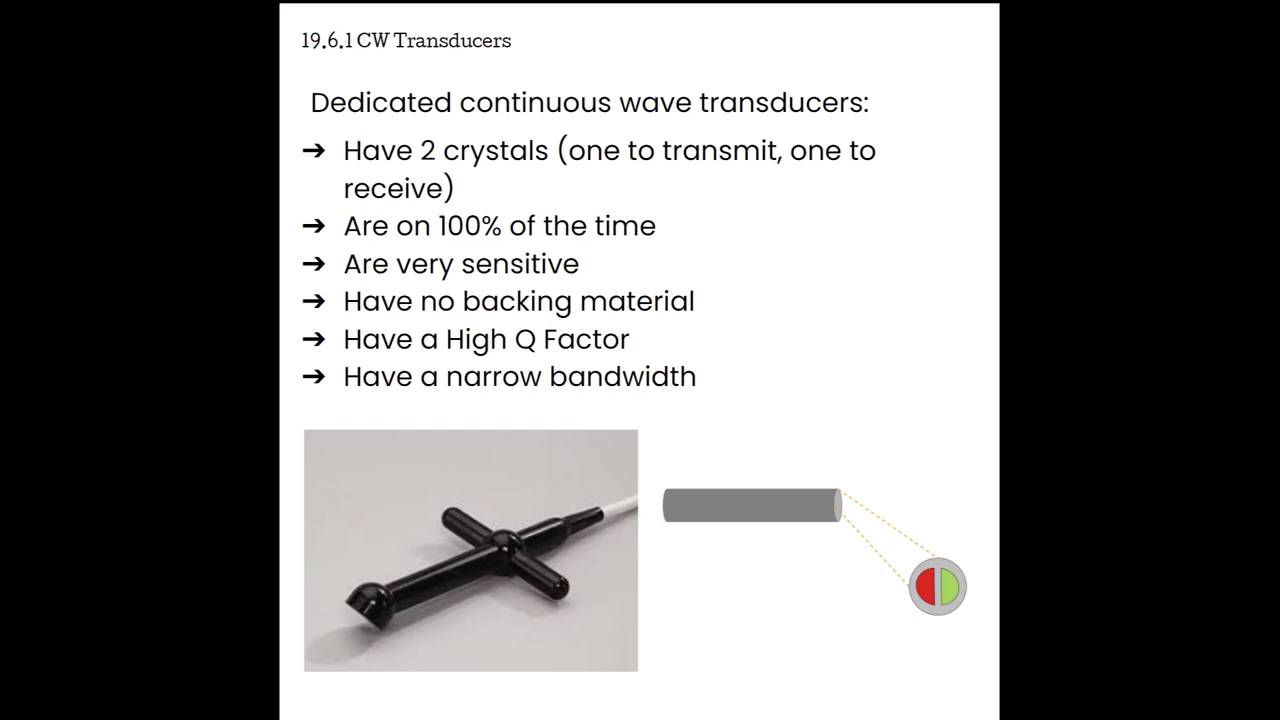 19.6.1 CW Transducers
Dedicated continuous wave transducers:
➔ Have 2 crystals (one to transmit, one to
receive)
➔ Are on 100% of the time
➔ Are very sensitive
➔ Have no backing material
➔ Have a High Q Factor
➔ Have a narrow bandwidth